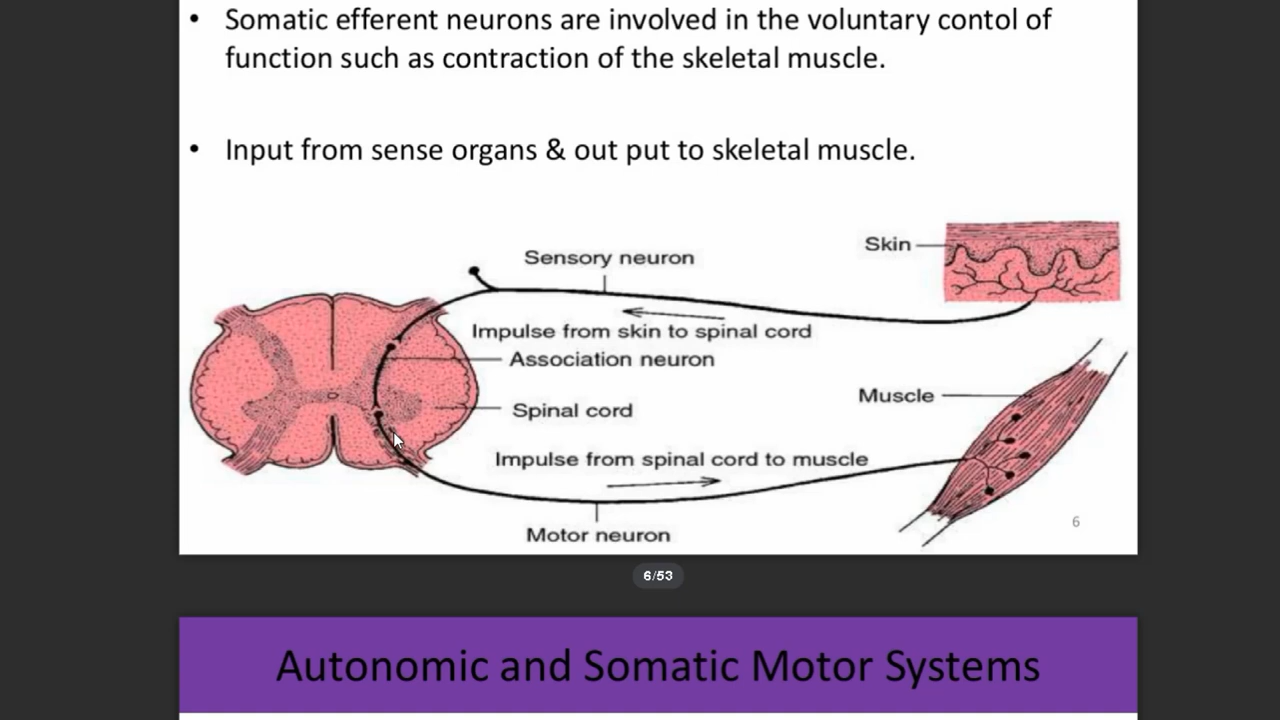 • Somatic efferent neurons are involved in the voluntary contol of
function such as contraction of the skeletal muscle.
• Input from sense organs & out put to skeletal muscle.
Skin
Sensory neuron
Impulse from skin to spinal cord
Association neuron
Muscle
Spinal cord
Impulse from spinal cord to muscle
6
Motor neuron
6/53
Autonomic and Somatic Motor Systems